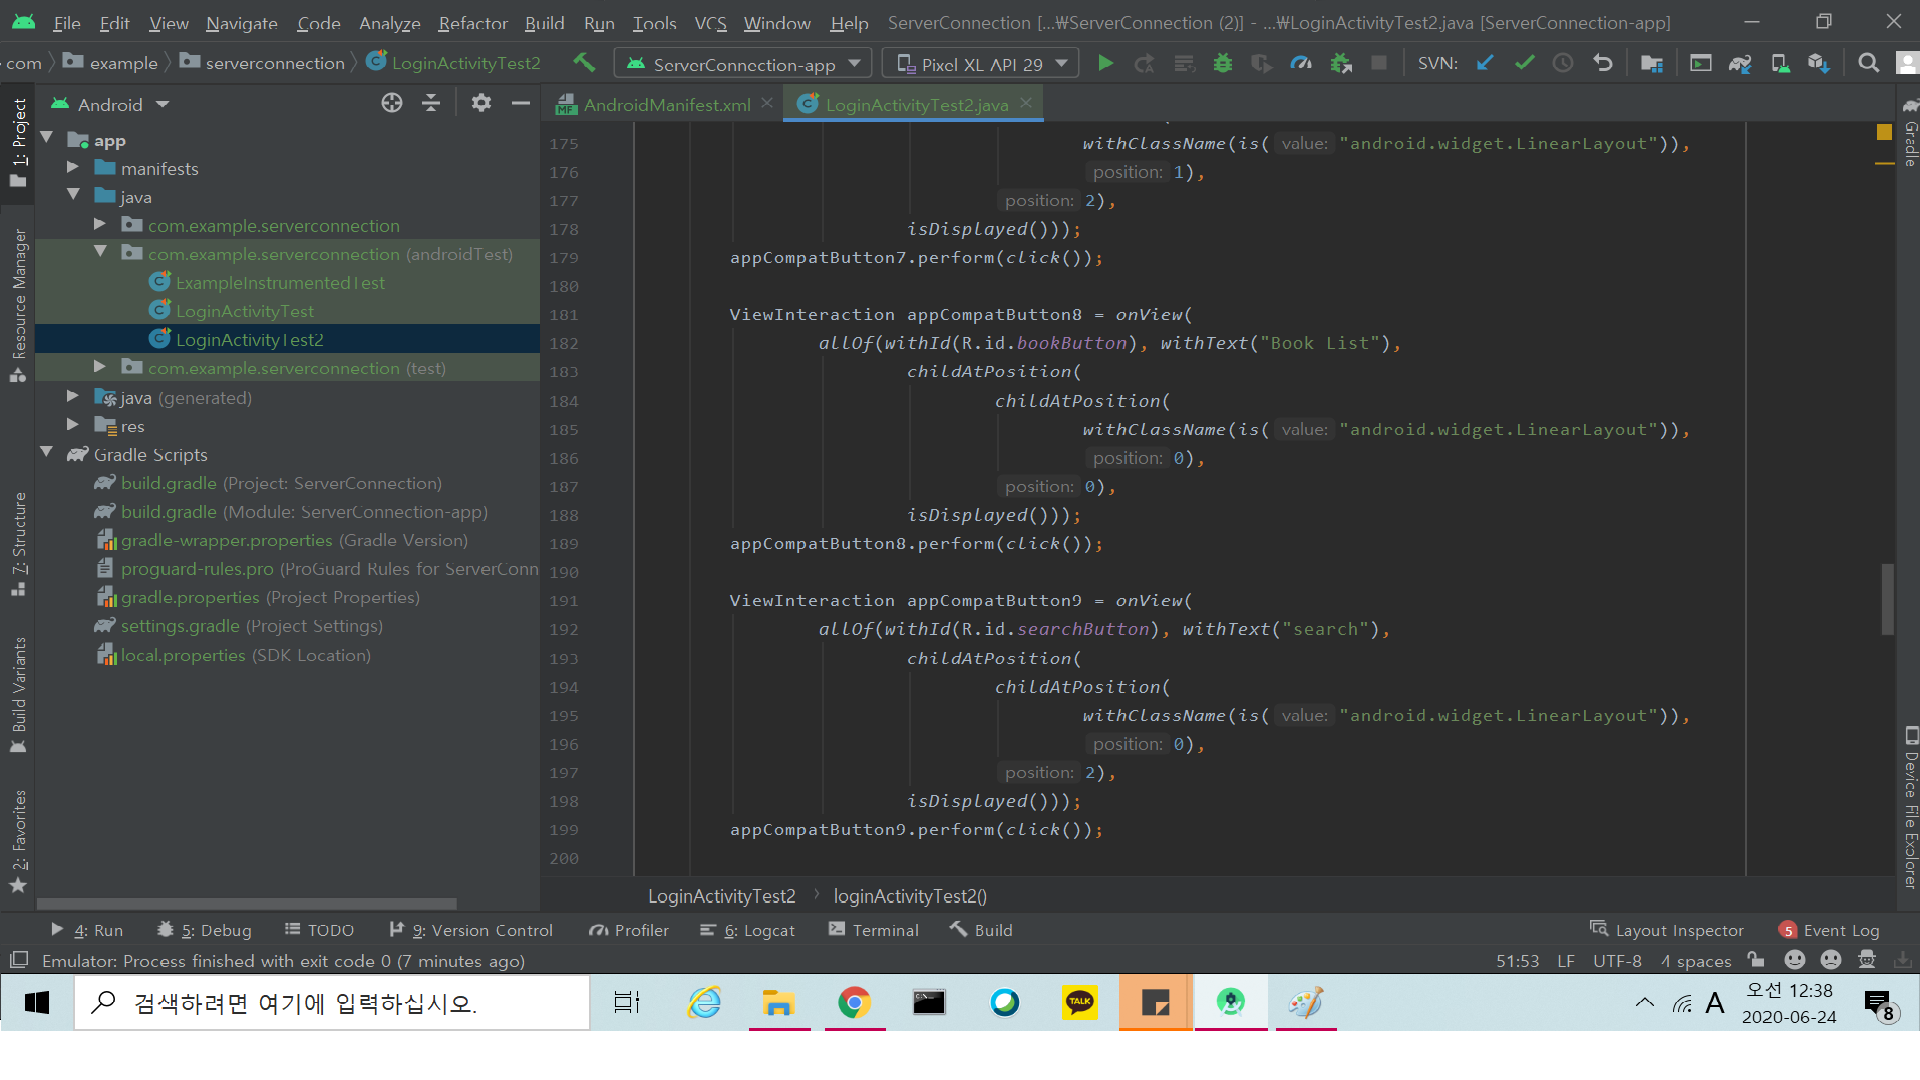 File Edit View Navigate Code Analyze Refactor Build Run Tools VCS Window Help ServerConnection [...₩ServerConnection (2)] - ...₩LoginActivityTest2.java [ServerConnection-app]
com example serverconnection LoginActivityTest2 ServerConnection-app Pixel XL API 29 SVN:
1: Project
Resource Manager
7: Structure
Build Variants
2: Favorites
Android
app
manifests
java
com.example.serverconnection
com.example.serverconnection (androidTest)
ExampleInstrumentedTest
LoginActivityTest
LoginActivityTest2
com.example.serverconnection (test)
java (generated)
res
Gradle Scripts
build.gradle (Project: ServerConnection)
build.gradle (Module: ServerConnection-app)
gradle-wrapper.properties (Gradle Version)
proguard-rules.pro (ProGuard Rules for ServerConn
gradle.properties (Project Properties)
settings.gradle (Project Settings)
local.properties (SDK Location)
AndroidManifest.xml LoginActivityTest2.java
175 withClassName(is( value: "android.widget.LinearLayout")),
176 position: 1),
177 position: 2),
178 isDisplayed()));
179 appCompatButton7.perform(click());
180
181 ViewInteraction appCompatButton8 = onView(
182 allOf(withId(R.id.bookButton), withText("Book List"),
183 childAtPosition(
184 childAtPosition(
185 withClassName(is( value: "android.widget.LinearLayout")),
186 position: 0),
187 position: 0),
188 isDisplayed()));
189 appCompatButton8.perform(click());
190
191 ViewInteraction appCompatButton9 = onView(
192 allOf(withId(R.id.searchButton), withText("search"),
193 childAtPosition(
194 childAtPosition(
195 withClassName(is( value: "android.widget.LinearLayout")),
196 position: 0),
197 position: 2),
198 isDisplayed()));
199 appCompatButton9.perform(click());
200
LoginActivityTest2 loginActivityTest2()
Gradle
Device File Explorer
4: Run 5: Debug TODO 9: Version Control Profiler 6: Logcat Terminal Build Layout Inspector 5 Event Log
Emulator: Process finished with exit code 0 (7 minutes ago) 51:53 LF UTF-8 4 spaces
검색하려면 여기에 입력하십시오. TALK A 오전 12:38
2020-06-24 8